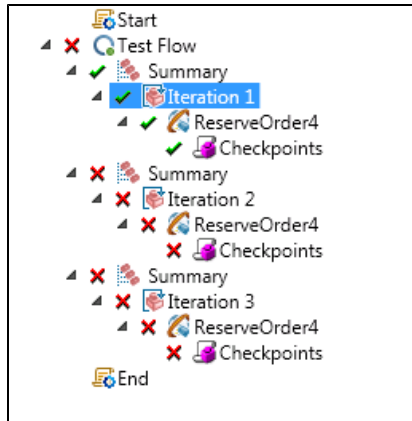 Start
Test Flow
Summary
Iteration 1
ReserveOrder4
Checkpoints
Summary
Iteration 2
ReserveOrder4
Checkpoints
Summary
Iteration 3
ReserveOrder4
Checkpoints
End